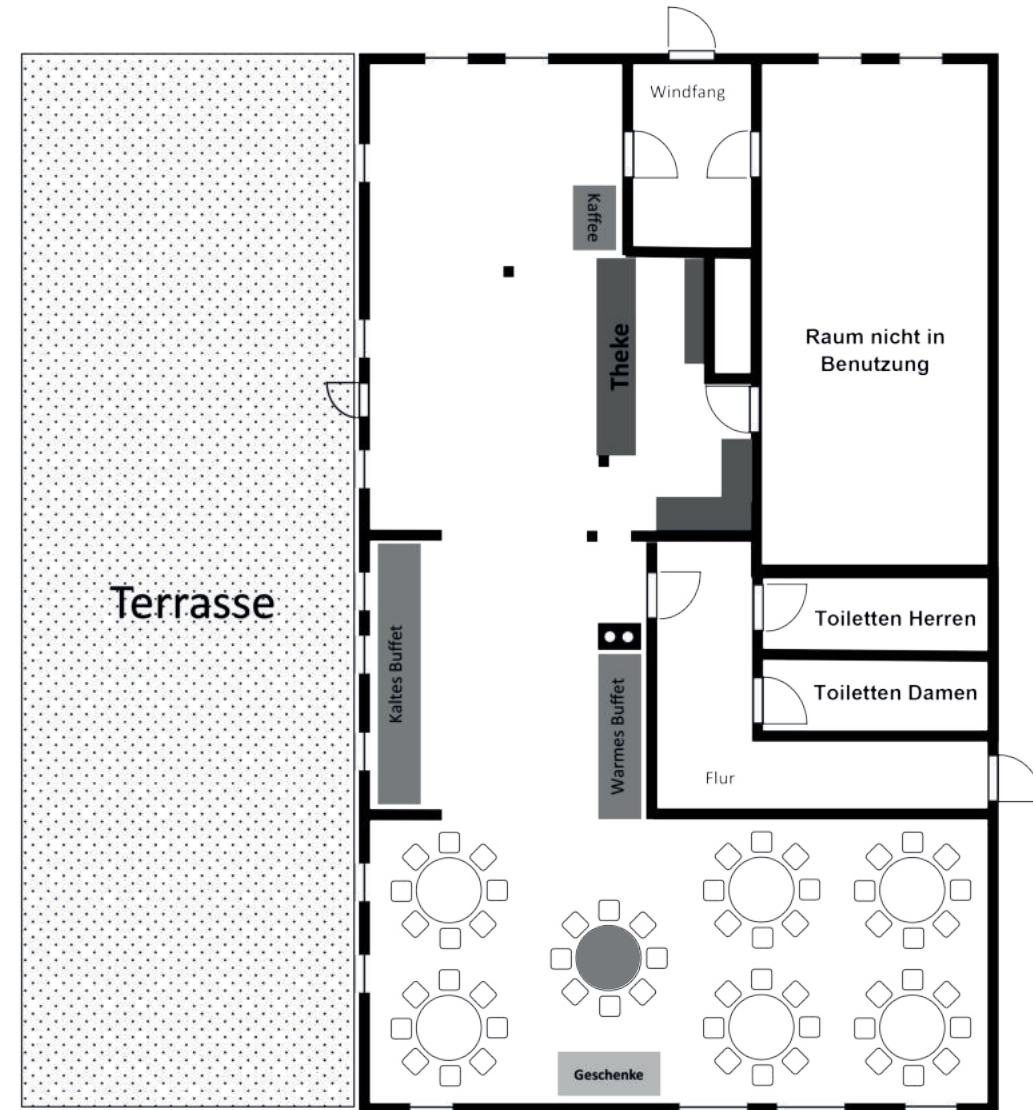 Windfang
Kaffee
Theke
Raum nicht in
Benutzung
Terrasse
Kaltes Buffet
Warmes Buffet
Toiletten Herren
Toiletten Damen
Flur
Geschenke